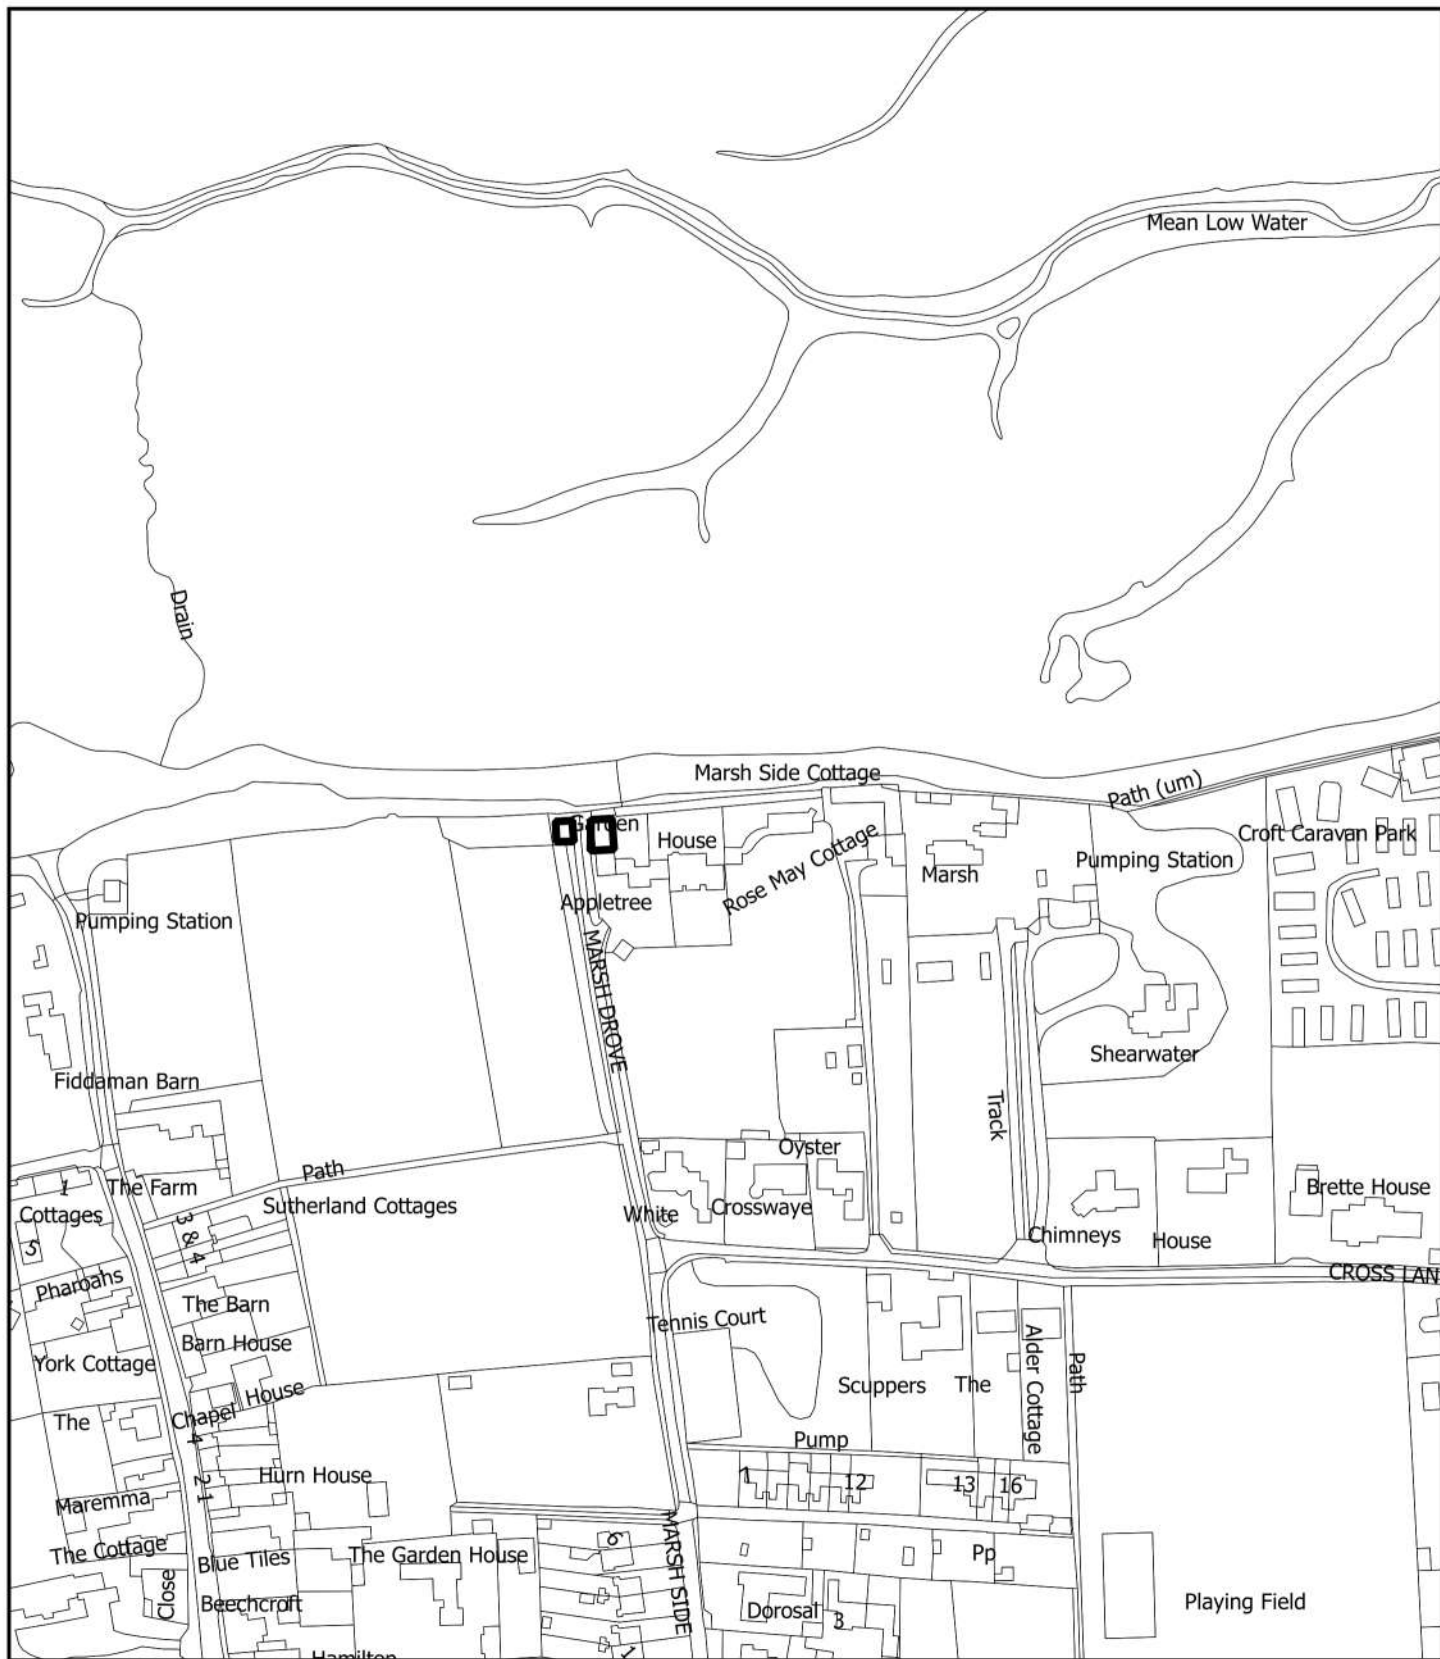 Mean Low Water
Drain
Marsh Side Cottage
Path (um)
Garden
House
Croft Caravan Park
Rose May Cottage
Marsh
Pumping Station
Appletree
Pumping Station
MARSH DROVE
Shearwater
Fiddaman Barn
Track
Oyster
Path
1
The Farm
Cottages
Sutherland Cottages
White
Crosswaye
Brette House
3 & 4
5
Chimneys
House
CROSS LAN
Pharoahs
The Barn
Tennis Court
Barn House
York Cottage
Alder Cottage
Path
House
Scuppers
The
The
Chapel
4
Pump
Hurn House
1
12
13
16
2 1
Maremma
The Cottage
Blue Tiles
The Garden House
6
MARSH SIDE
Pp
Close
Beechcroft
Dorosal
3
Playing Field
Hamilton
1